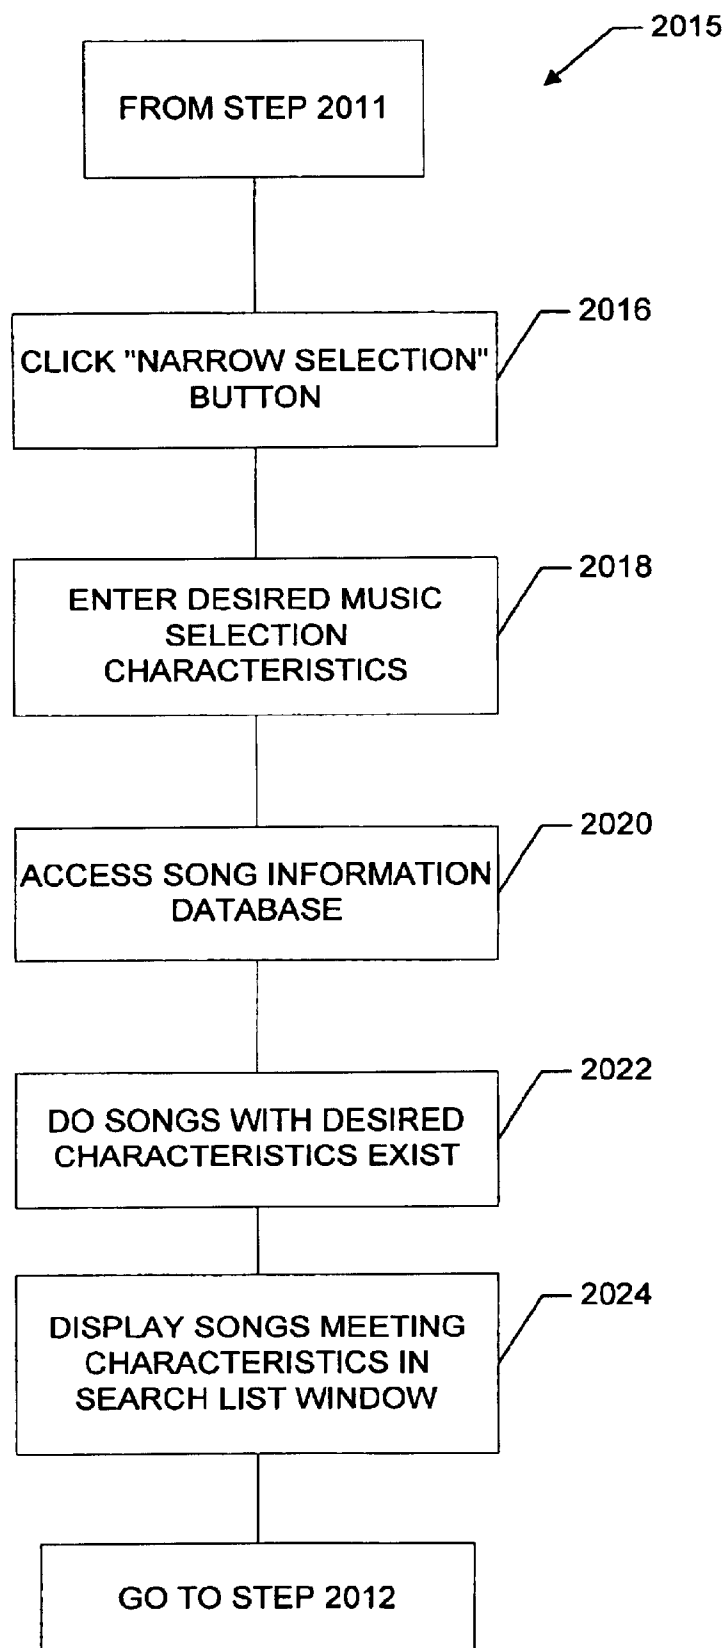 2015
FROM STEP 2011
2016
CLICK "NARROW SELECTION"
BUTTON
2018
ENTER DESIRED MUSIC
SELECTION
CHARACTERISTICS
2020
ACCESS SONG INFORMATION
DATABASE
2022
DO SONGS WITH DESIRED
CHARACTERISTICS EXIST
2024
DISPLAY SONGS MEETING
CHARACTERISTICS IN
SEARCH LIST WINDOW
GO TO STEP 2012